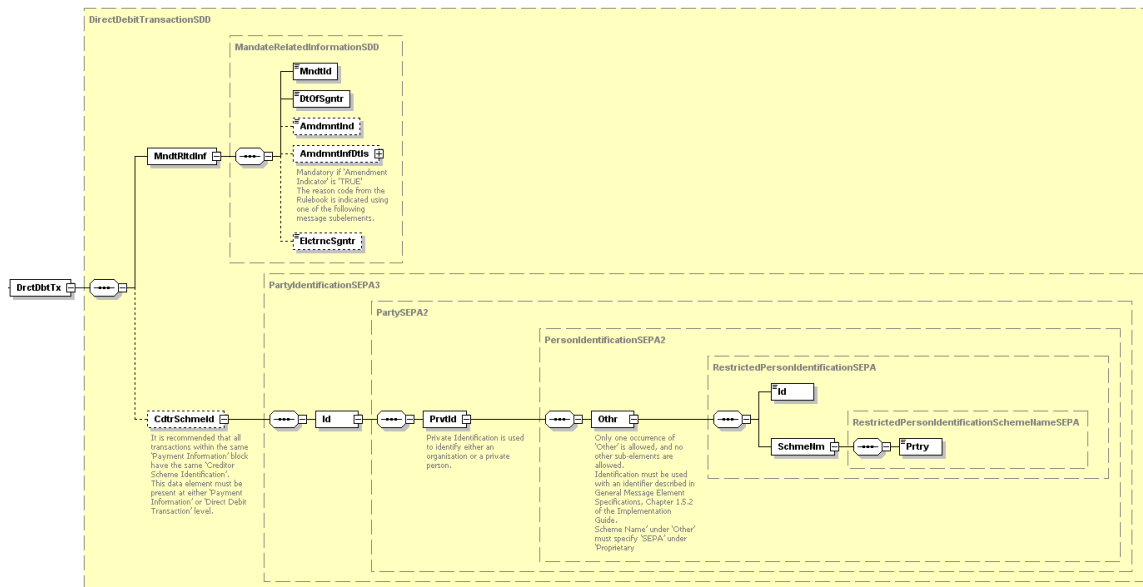 DirectDebitTransactionSDD
MandateRelatedInformationSDD
MndtId
DtOfSgntr
AmdmntInd
MndtRltdInf
AmdmntInfDtls
Mandatory if 'Amendment
Indicator' is 'TRUE'
The reason code from the
Rulebook is indicated using
one of the following
message subelements.
ElctrncSgntr
DrctDbtTx
PartyIdentificationSEPA3
PartySEPA2
PersonIdentificationSEPA2
RestrictedPersonIdentificationSEPA
Id
RestrictedPersonIdentificationSchemeNameSEPA
CdtrSchmeId
Id
PrvtId
Othr
SchmeNm
Prtry
It is recommended that all
transactions within the same
'Payment Information' block
have the same 'Creditor
Scheme Identification'.
This data element must be
present at either 'Payment
Information' or 'Direct Debit
Transaction' level.
Private Identification is used
to identify either an
organisation or a private
person.
Only one occurrence of
'Other' is allowed, and no
other sub-elements are
allowed.
Identification must be used
with an identifier described in
General Message Element
Specifications, Chapter 1.5.2
of the Implementation
Guide.
Scheme Name' under 'Other'
must specify 'SEPA' under
'Proprietary